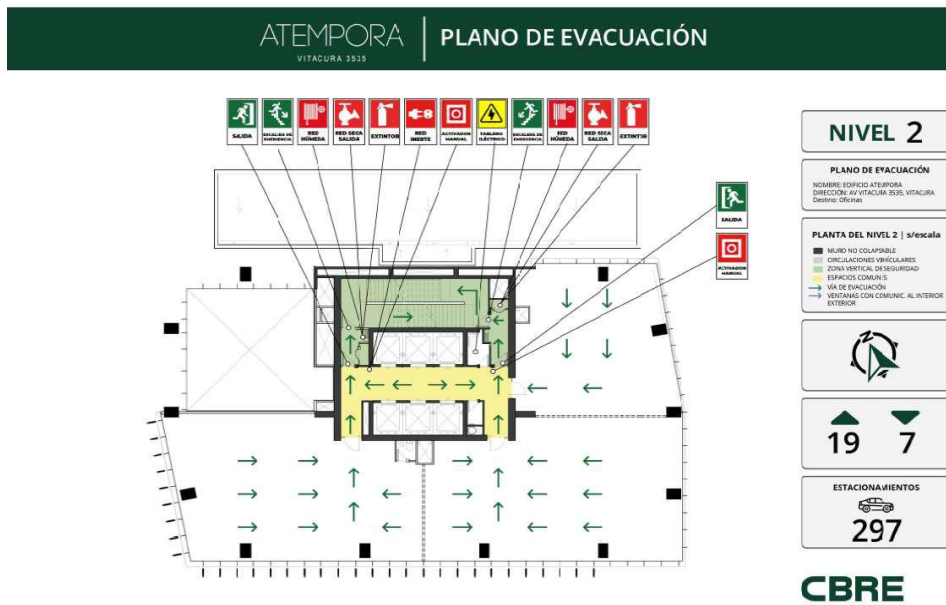 ATEMPORA
VITACURA 3535
PLANO DE EVACUACIÓN
SALIDA
ESCALERA DE EMERGENCIA
RED HÚMEDA
RED SECA SALIDA
EXTINTOR
RED INERTE
ACTIVADOR MANUAL
TABLERO ELÉCTRICO
ESCALERA DE EMERGENCIA
RED HÚMEDA
RED SECA SALIDA
EXTINTOR
SALIDA
ACTIVADOR MANUAL
NIVEL 2
PLANO DE EVACUACIÓN
NOMBRE: EDIFICIO ATEMPORA
DIRECCIÓN: AV VITACURA 3535, VITACURA
Destino: Oficinas
PLANTA DEL NIVEL 2 | s/escala
MURO NO COLAPSABLE
CIRCULACIONES VEHÍCULARES
ZONA VERTICAL DE SEGURIDAD
ESPACIOS COMUNES
VÍA DE EVACUACIÓN
VENTANAS CON COMUNIC. AL INTERIOR
EXTERIOR
N
19 7
ESTACIONAMIENTOS
297
CBRE